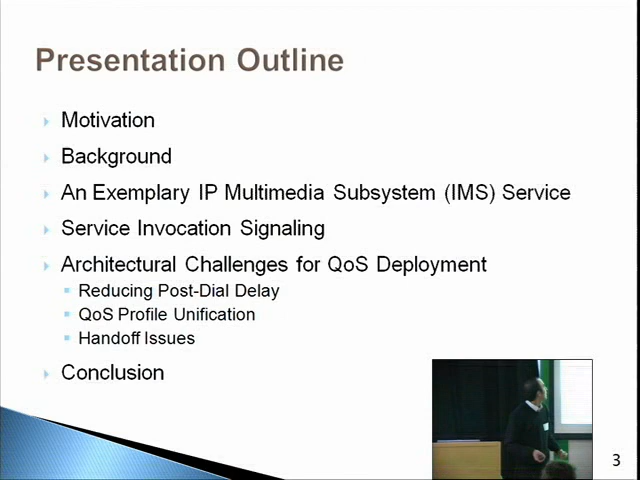 Presentation Outline
Motivation
Background
An Exemplary IP Multimedia Subsystem (IMS) Service
Service Invocation Signaling
Architectural Challenges for QoS Deployment
Reducing Post-Dial Delay
QoS Profile Unification
Handoff Issues
Conclusion
3